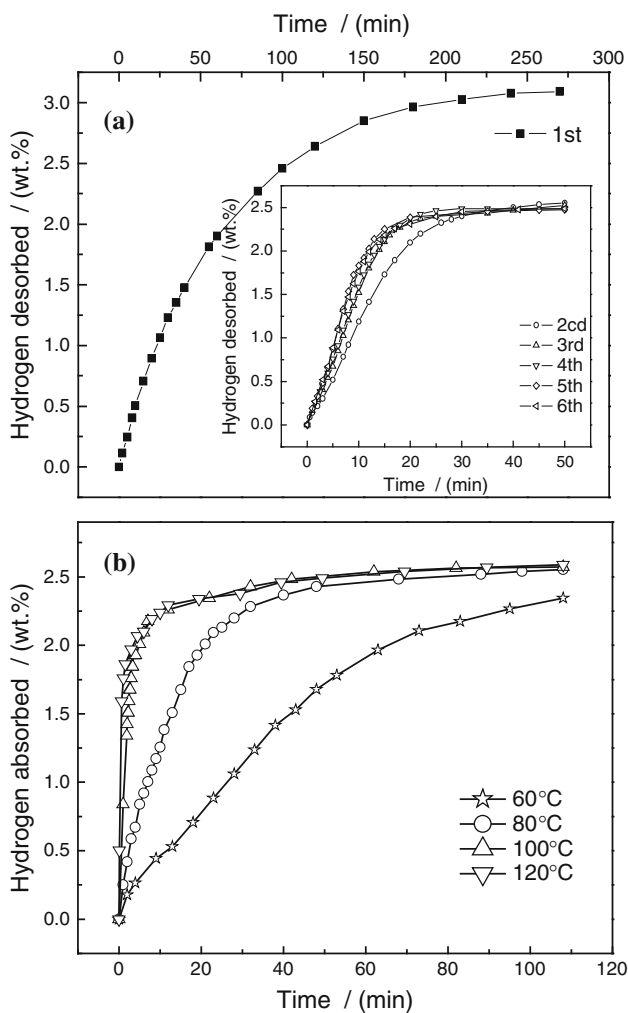 Time / (min)
0 50 100 150 200 250 300
(a)
Hydrogen desorbed / (wt.%)
3.0
2.5
2.0
1.5
1.0
0.5
0.0
1st
Hydrogen desorbed / (wt.%)
2.5
2.0
1.5
1.0
0.5
0.0
2cd
3rd
4th
5th
6th
0 10 20 30 40 50
Time / (min)
(b)
Hydrogen absorbed / (wt.%)
2.5
2.0
1.5
1.0
0.5
0.0
60°C
80°C
100°C
120°C
0 20 40 60 80 100 120
Time / (min)